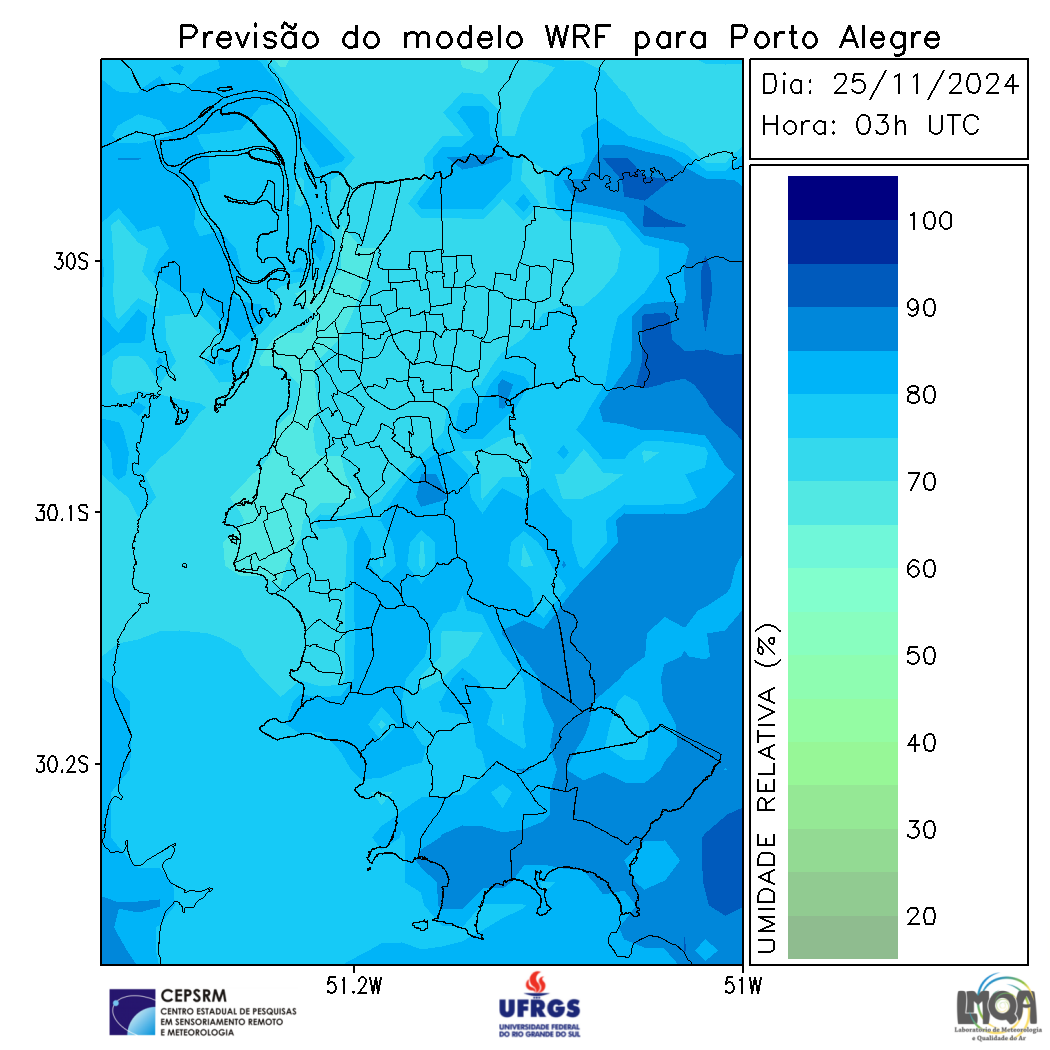 Previsão do modelo WRF para Porto Alegre
Dia: 25/11/2024
Hora: 03h UTC
30S
30.1S
30.2S
51.2W
51W
UMIDADE RELATIVA (%)
100
90
80
70
60
50
40
30
20
CEPSRM
CENTRO ESTADUAL DE PESQUISAS
EM SENSORIAMENTO REMOTO
E METEOROLOGIA
UFRGS
UNIVERSIDADE FEDERAL
DO RIO GRANDE DO SUL
LMQA
Laboratório de Meteorologia
e Qualidade do Ar